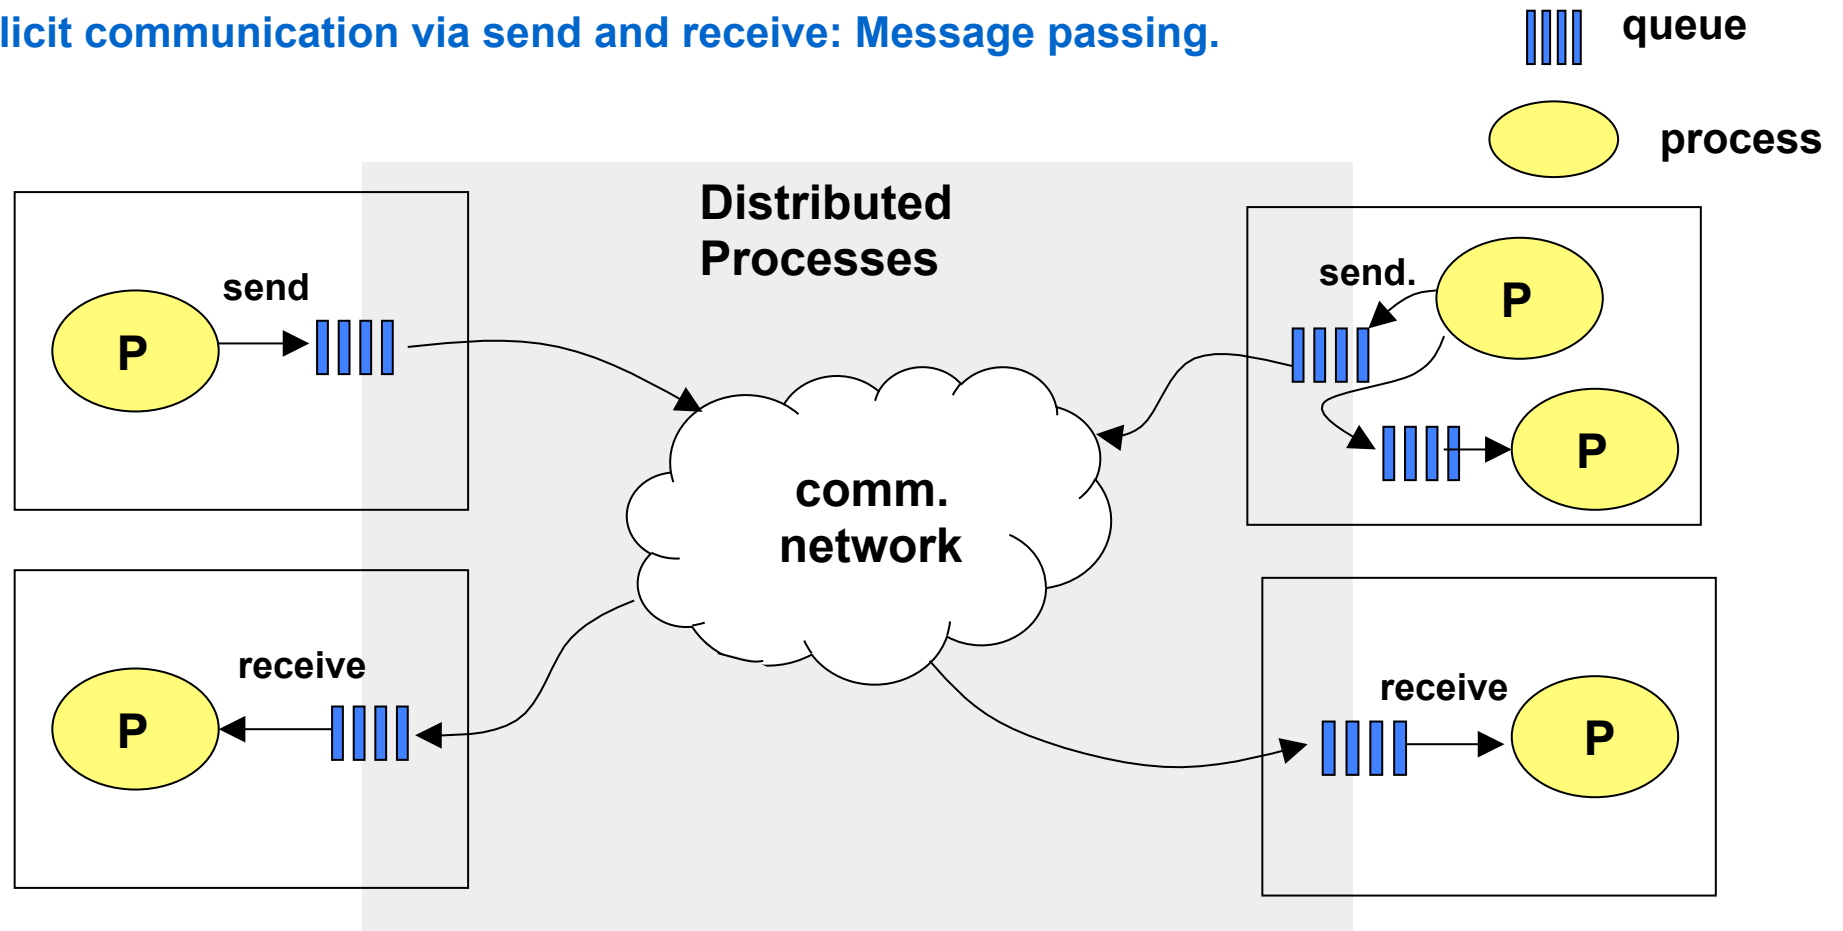 licit communication via send and receive: Message passing.
queue
process
Distributed
Processes
send
P
send.
P
P
comm.
network
receive
P
receive
P